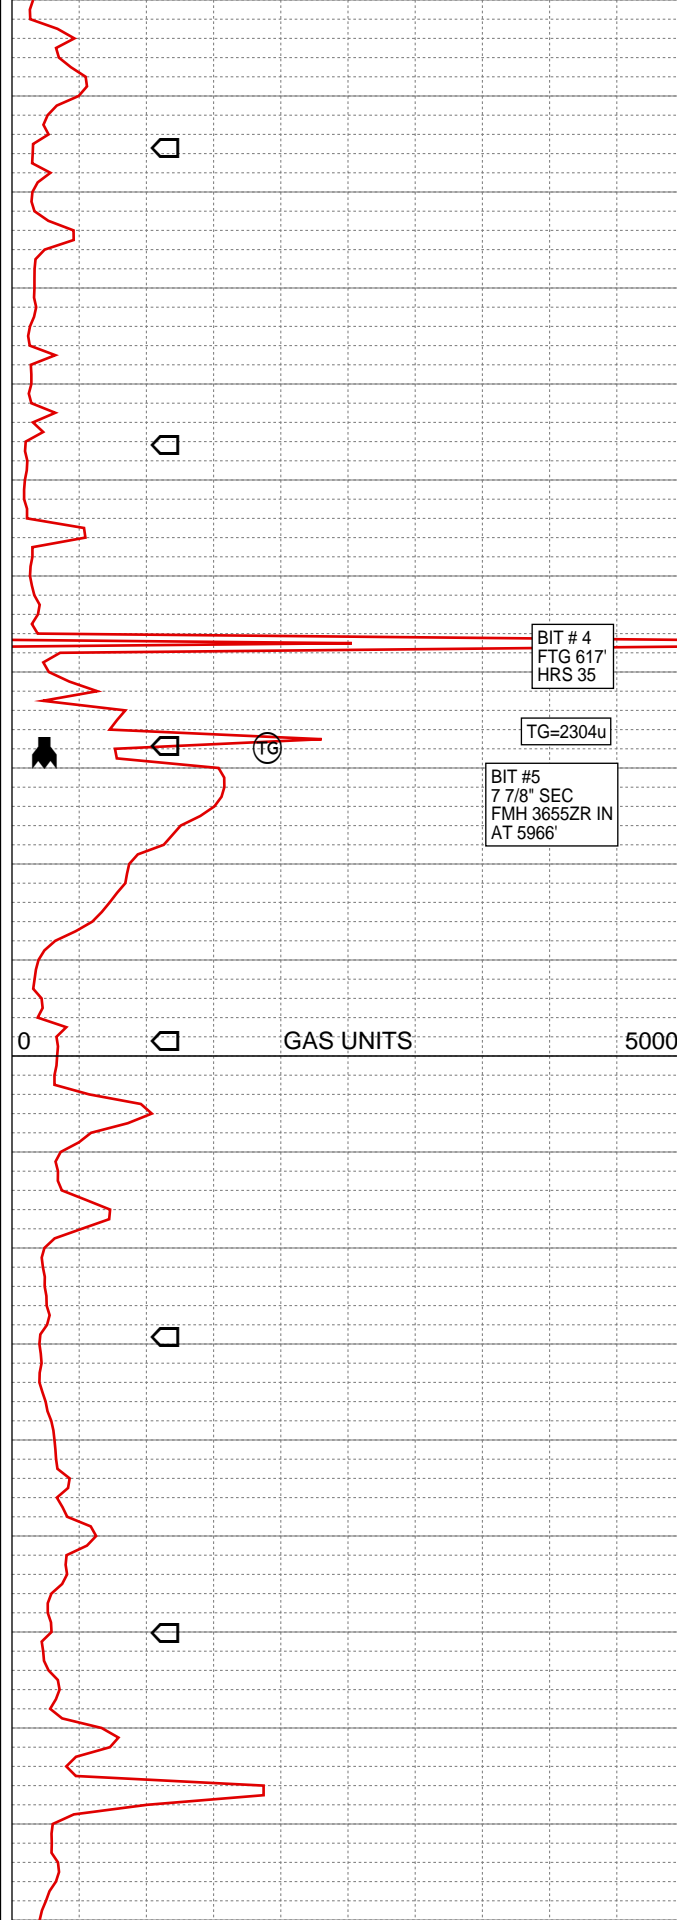 BIT # 4
FTG 617'
HRS 35
TG=2304u
TG
BIT #5
7 7/8" SEC
FMH 3655ZR IN
AT 5966'
0 GAS UNITS 5000